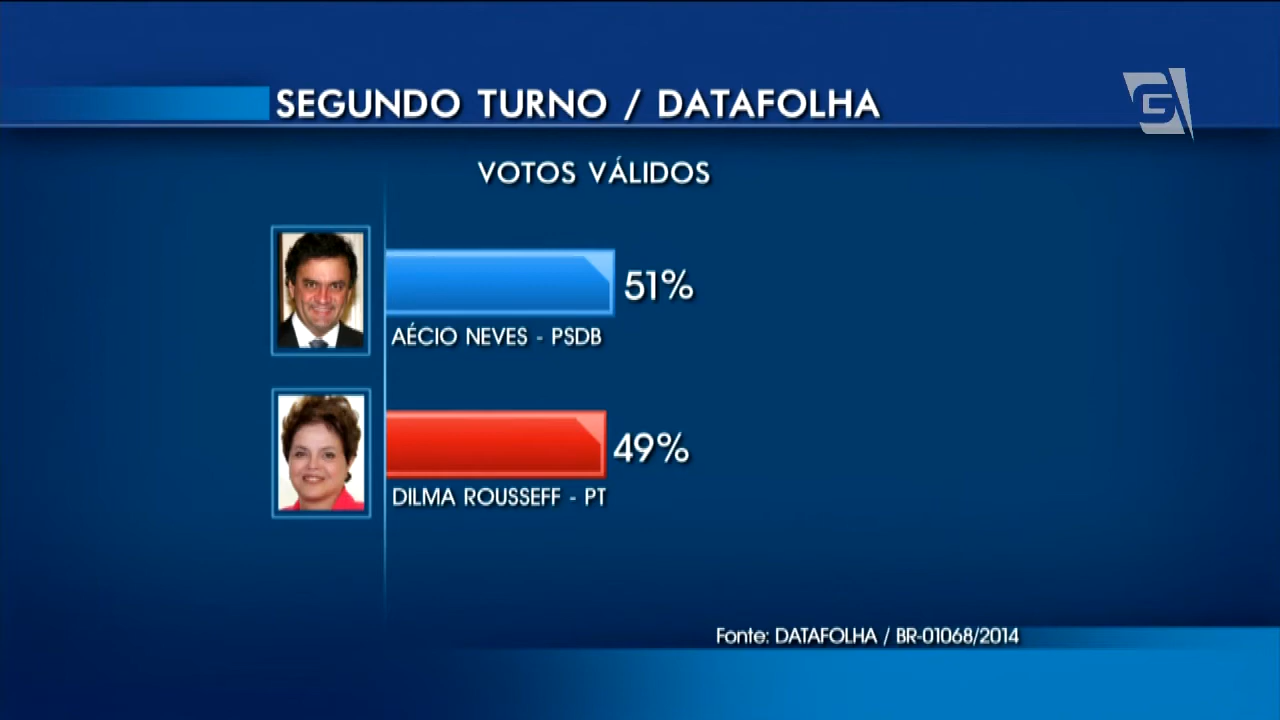 SEGUNDO TURNO / DATAFOLHA
VOTOS VÁLIDOS
51%
AÉCIO NEVES - PSDB
49%
DILMA ROUSSEFF - PT
Fonte: DATAFOLHA / BR-01068/2014